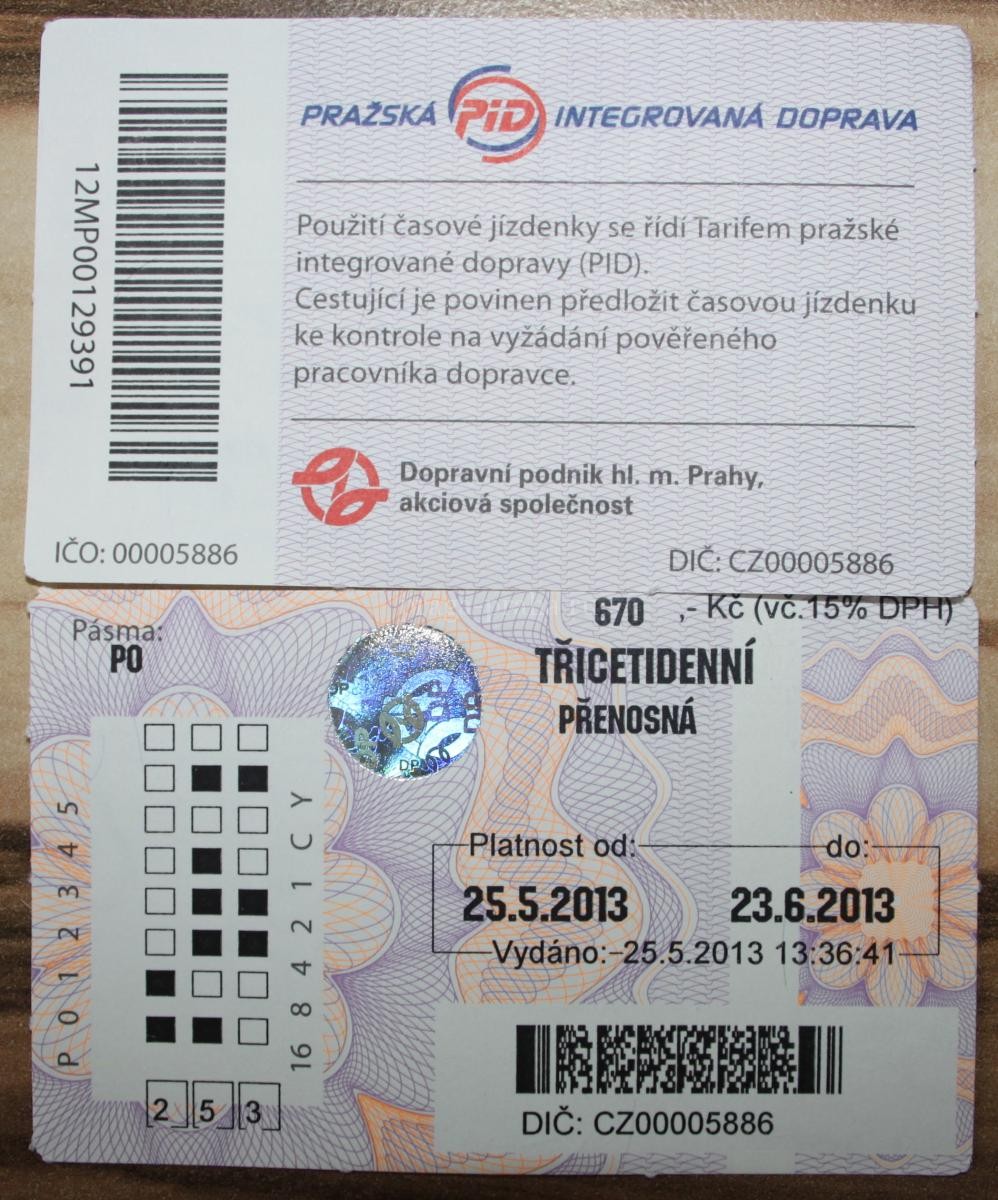 PRAŽSKÁ PID INTEGROVANÁ DOPRAVA
12MP00129391
Použití časové jízdenky se řídí Tarifem pražské
integrované dopravy (PID).
Cestující je povinen předložit časovou jízdenku
ke kontrole na vyžádání pověřeného
pracovníka dopravce.
Dopravní podnik hl. m. Prahy,
akciová společnost
IČO: 00005886
DIČ: CZ00005886
670 ,- Kč (vč.15% DPH)
Pásma:
P0
TŘICETIDENNÍ
PŘENOSNÁ
P 0 1 2 3 4 5
16 8 4 2 1 C Y
Platnost od: do:
25.5.2013 23.6.2013
Vydáno: 25.5.2013 13:36:41
2 5 3
DIČ: CZ00005886
DP